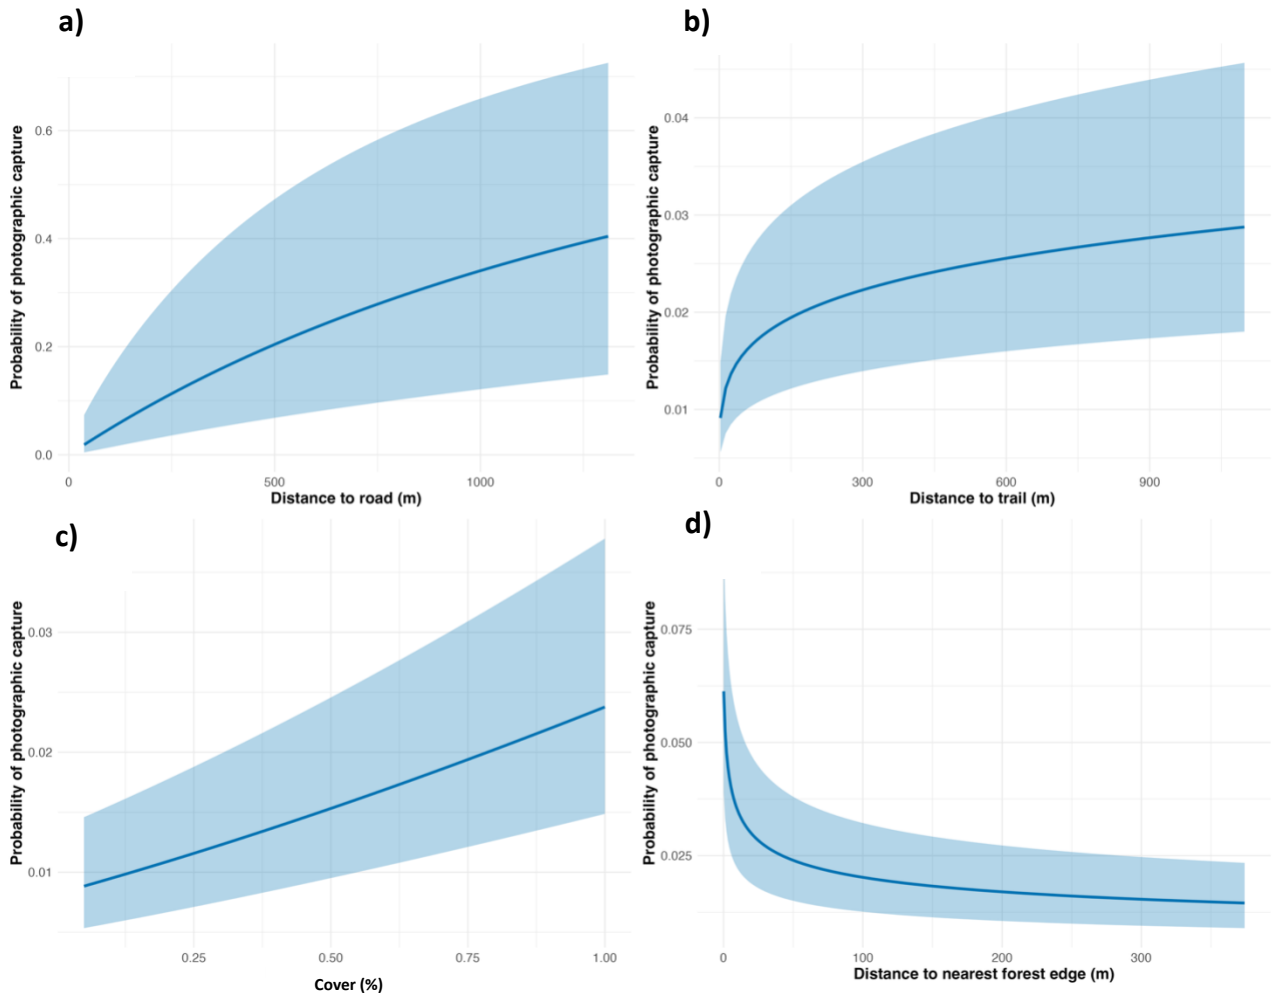 a)
Probability of photographic capture
0.6
0.4
0.2
0.0
0
500
1000
Distance to road (m)
b)
Probability of photographic capture
0.04
0.03
0.02
0.01
0
300
600
900
Distance to trail (m)
c)
Probability of photographic capture
0.03
0.02
0.01
0.25
0.50
0.75
1.00
Cover (%)
d)
Probability of photographic capture
0.075
0.050
0.025
0
100
200
300
Distance to nearest forest edge (m)